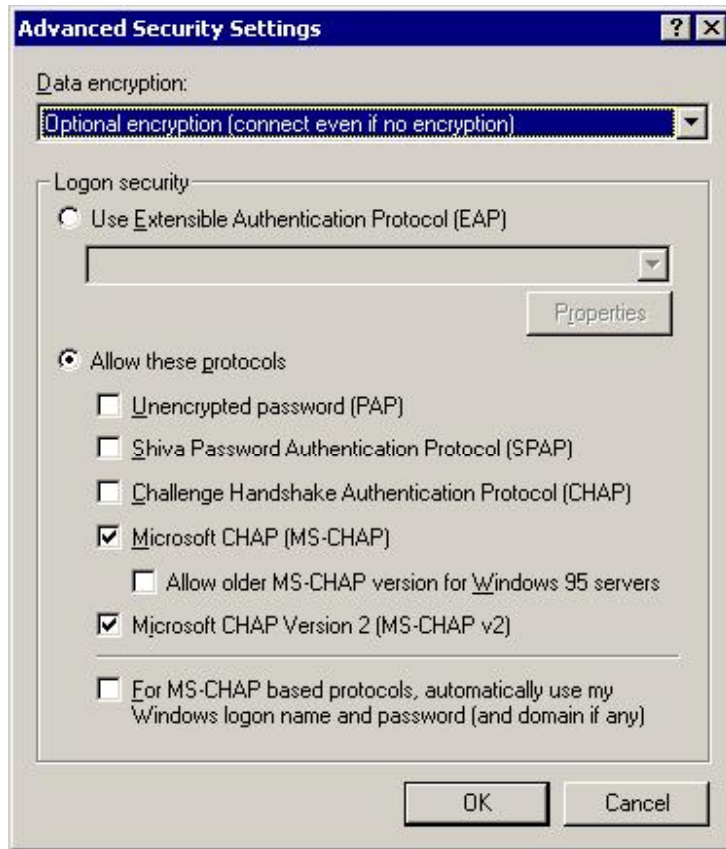 Advanced Security Settings
Data encryption:
Optional encryption (connect even if no encryption)
Logon security
Use Extensible Authentication Protocol (EAP)
Properties
Allow these protocols
Unencrypted password (PAP)
Shiva Password Authentication Protocol (SPAP)
Challenge Handshake Authentication Protocol (CHAP)
Microsoft CHAP (MS-CHAP)
Allow older MS-CHAP version for Windows 95 servers
Microsoft CHAP Version 2 (MS-CHAP v2)
For MS-CHAP based protocols, automatically use my
Windows logon name and password (and domain if any)
OK Cancel